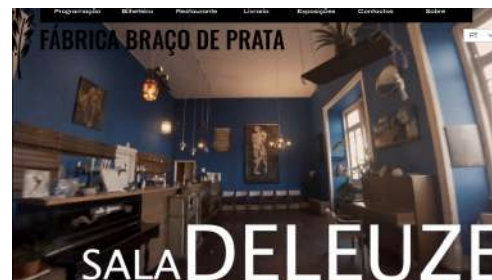 Programação Bilheteira Restaurante Livraria Exposições Contactos Sobre
FÁBRICA BRAÇO DE PRATA
PT
SALA DELEUZE